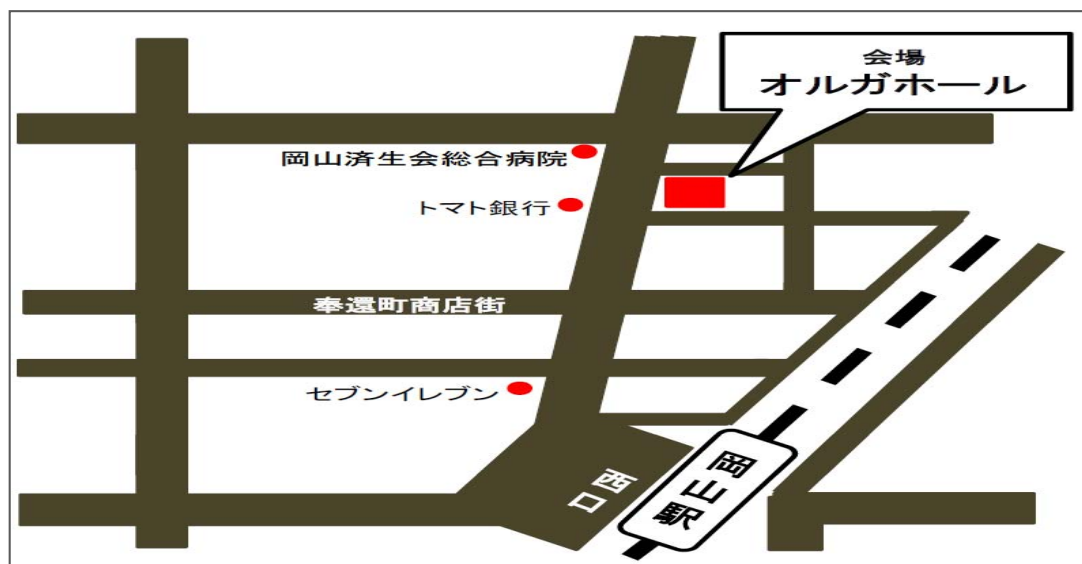 会場
オルガホール
岡山済生会総合病院
トマト銀行
奉還町商店街
セブンイレブン
西口
岡山駅